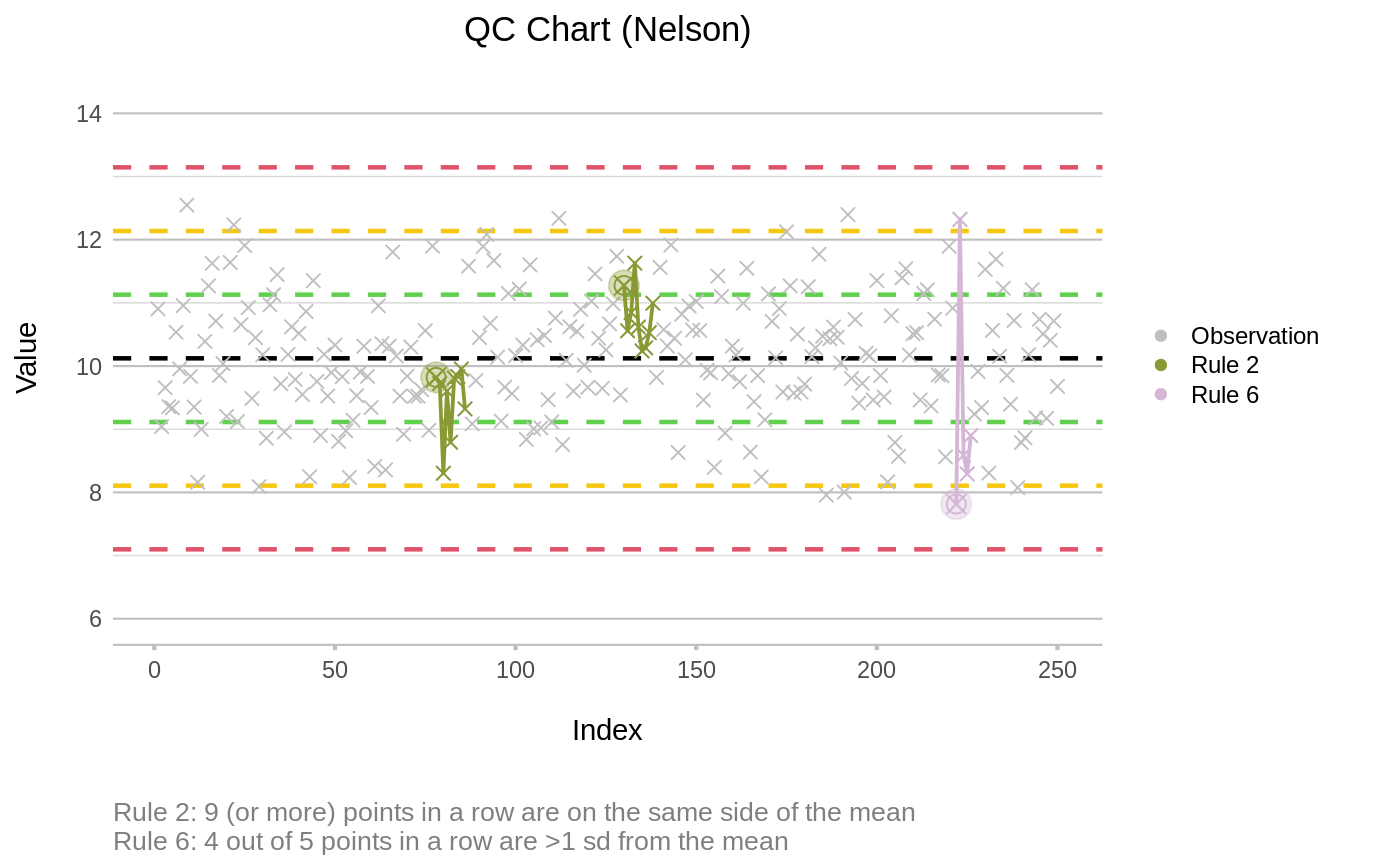 QC Chart (Nelson)
14
12
10
8
6
Value
0 50 100 150 200 250
Index
Observation
Rule 2
Rule 6
Rule 2: 9 (or more) points in a row are on the same side of the mean
Rule 6: 4 out of 5 points in a row are >1 sd from the mean